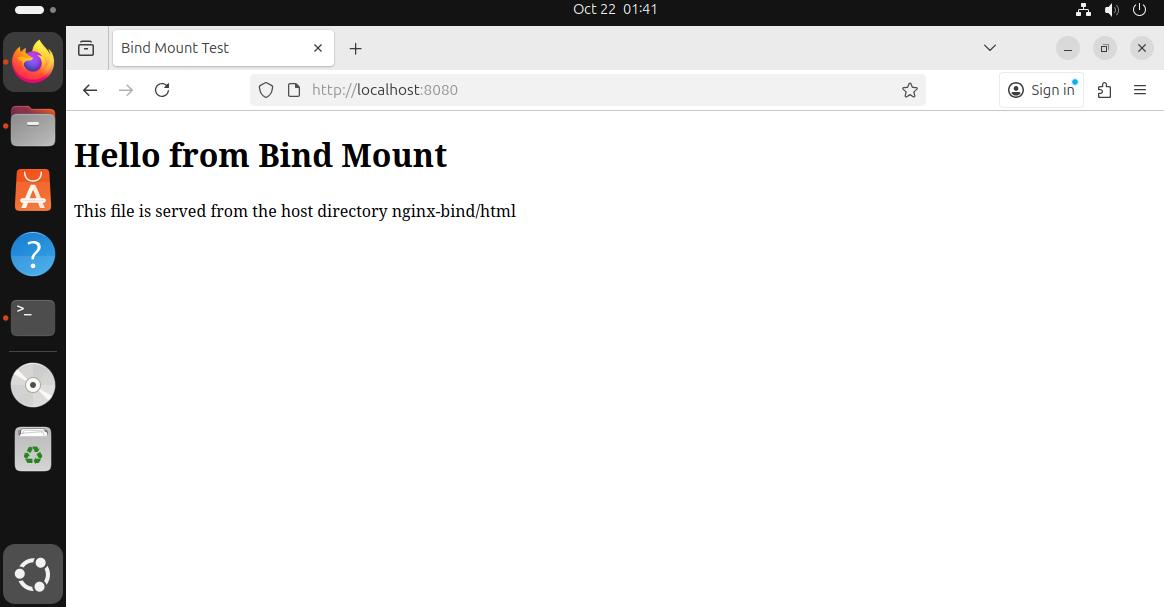 Oct 22 01:41
Bind Mount Test
http://localhost:8080
Sign in
Hello from Bind Mount
This file is served from the host directory nginx-bind/html